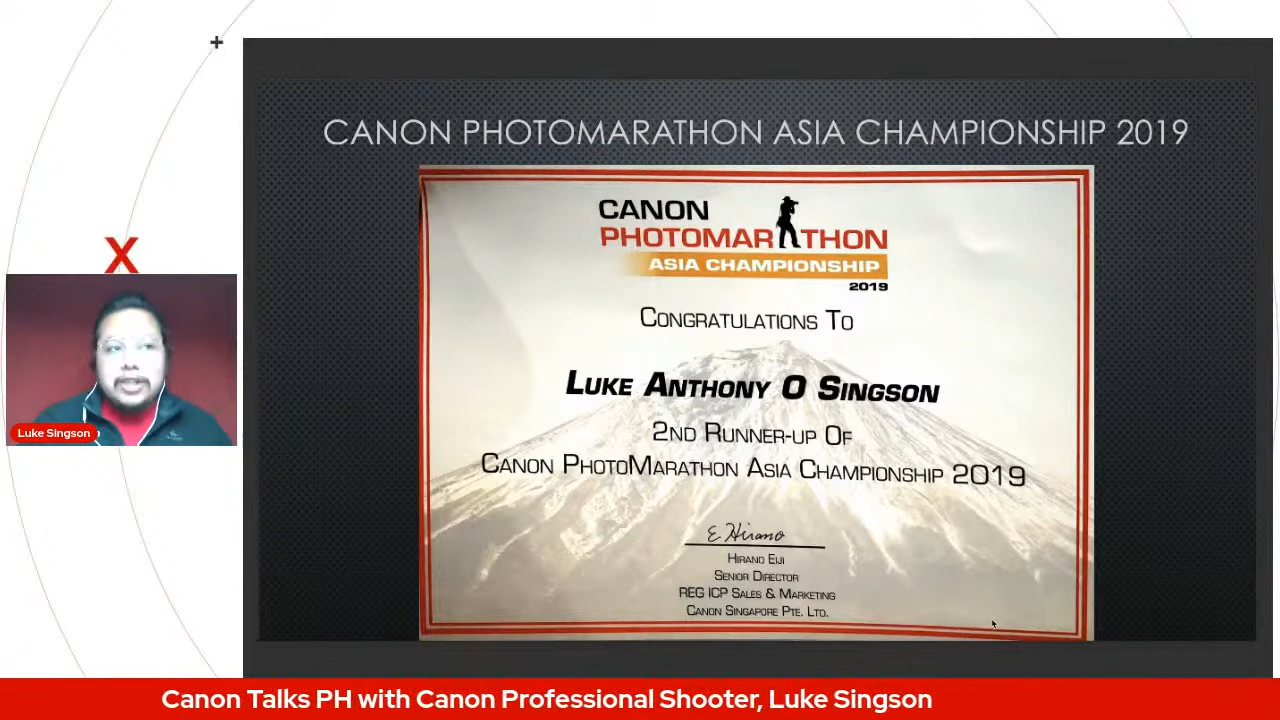 CANON PHOTOMARATHON ASIA CHAMPIONSHIP 2019
CANON
PHOTOMARATHON
ASIA CHAMPIONSHIP
2019
CONGRATULATIONS TO
LUKE ANTHONY O SINGSON
2ND RUNNER-UP OF
CANON PHOTOMARATHON ASIA CHAMPIONSHIP 2019
E. Hirano
HIRANO EIJI
SENIOR DIRECTOR
REG ICP SALES & MARKETING
CANON SINGAPORE PTE. LTD.
X
Luke Singson
Canon Talks PH with Canon Professional Shooter, Luke Singson